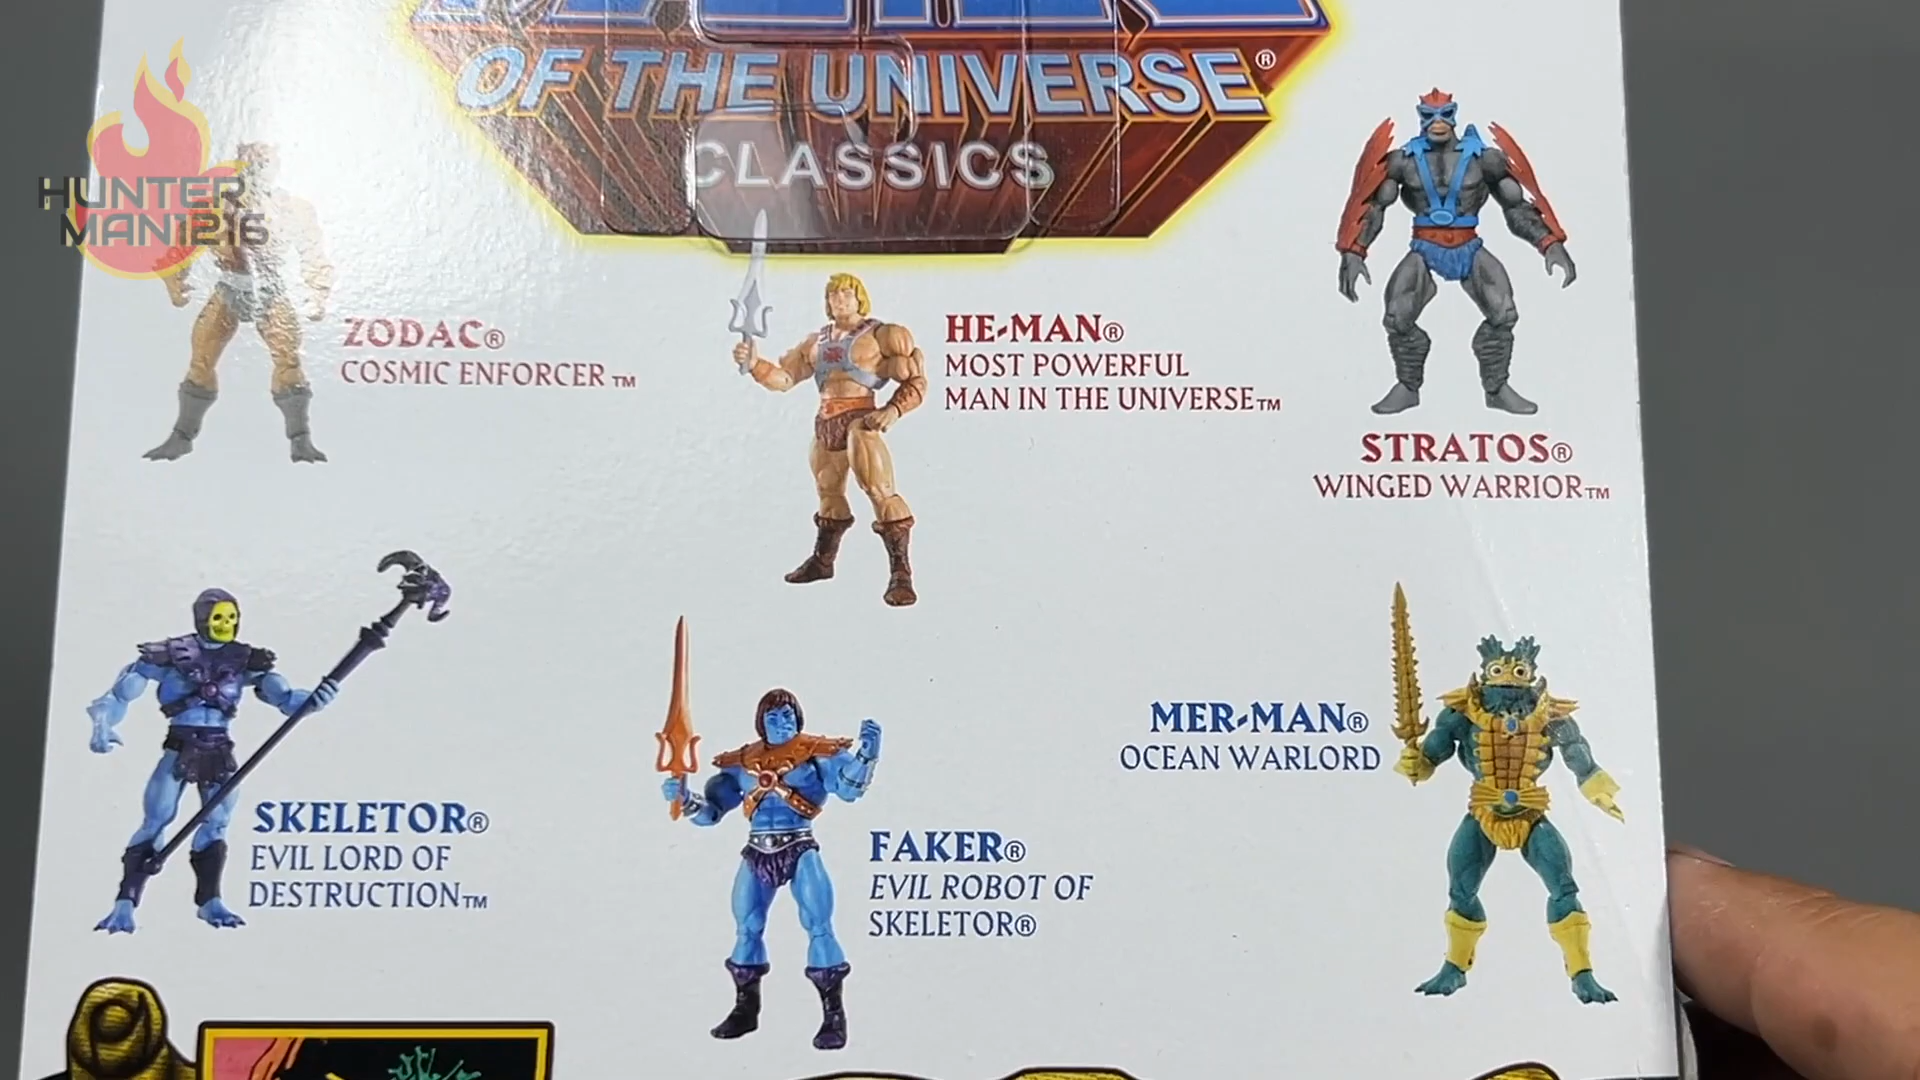 OF THE UNIVERSE®
CLASSICS
HUNTER
MAN1216
ZODAC®
COSMIC ENFORCER™
HE-MAN®
MOST POWERFUL
MAN IN THE UNIVERSE™
STRATOS®
WINGED WARRIOR™
SKELETOR®
EVIL LORD OF
DESTRUCTION™
FAKER®
EVIL ROBOT OF
SKELETOR®
MER-MAN®
OCEAN WARLORD